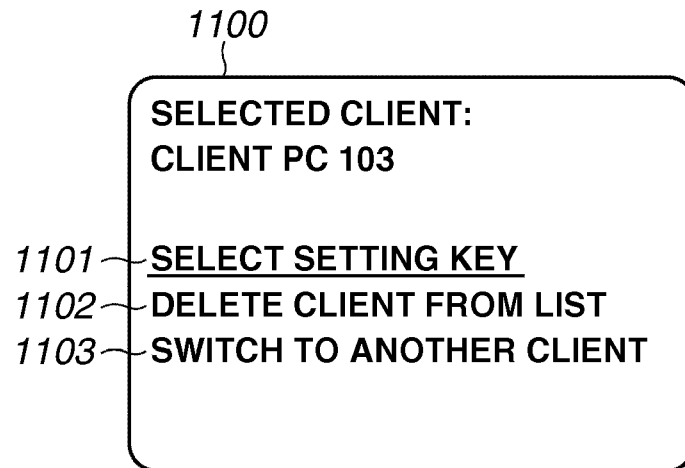 1100
SELECTED CLIENT:
CLIENT PC 103
1101 SELECT SETTING KEY
1102 DELETE CLIENT FROM LIST
1103 SWITCH TO ANOTHER CLIENT